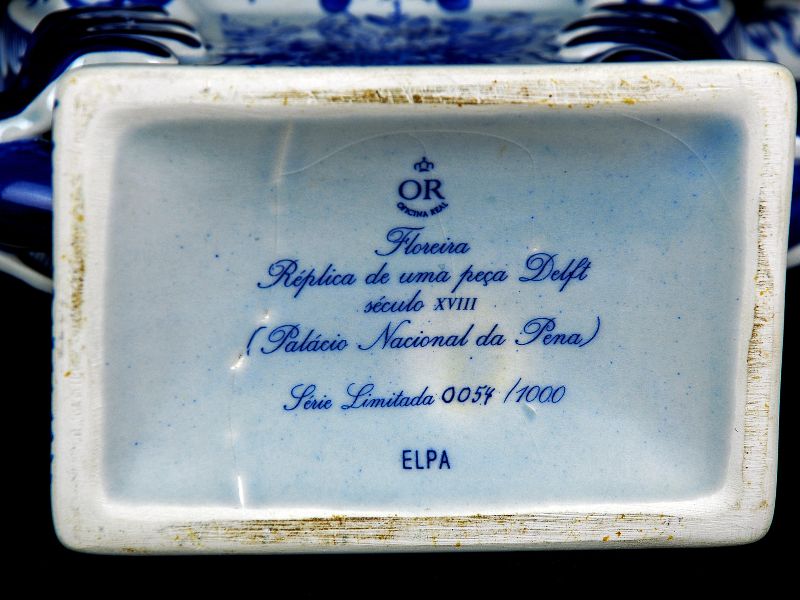 OR
OFICINA REAL
Floreira
Réplica de uma peça Delft
século XVIII
(Palácio Nacional da Pena)
Série Limitada 0054 /1000
ELPA